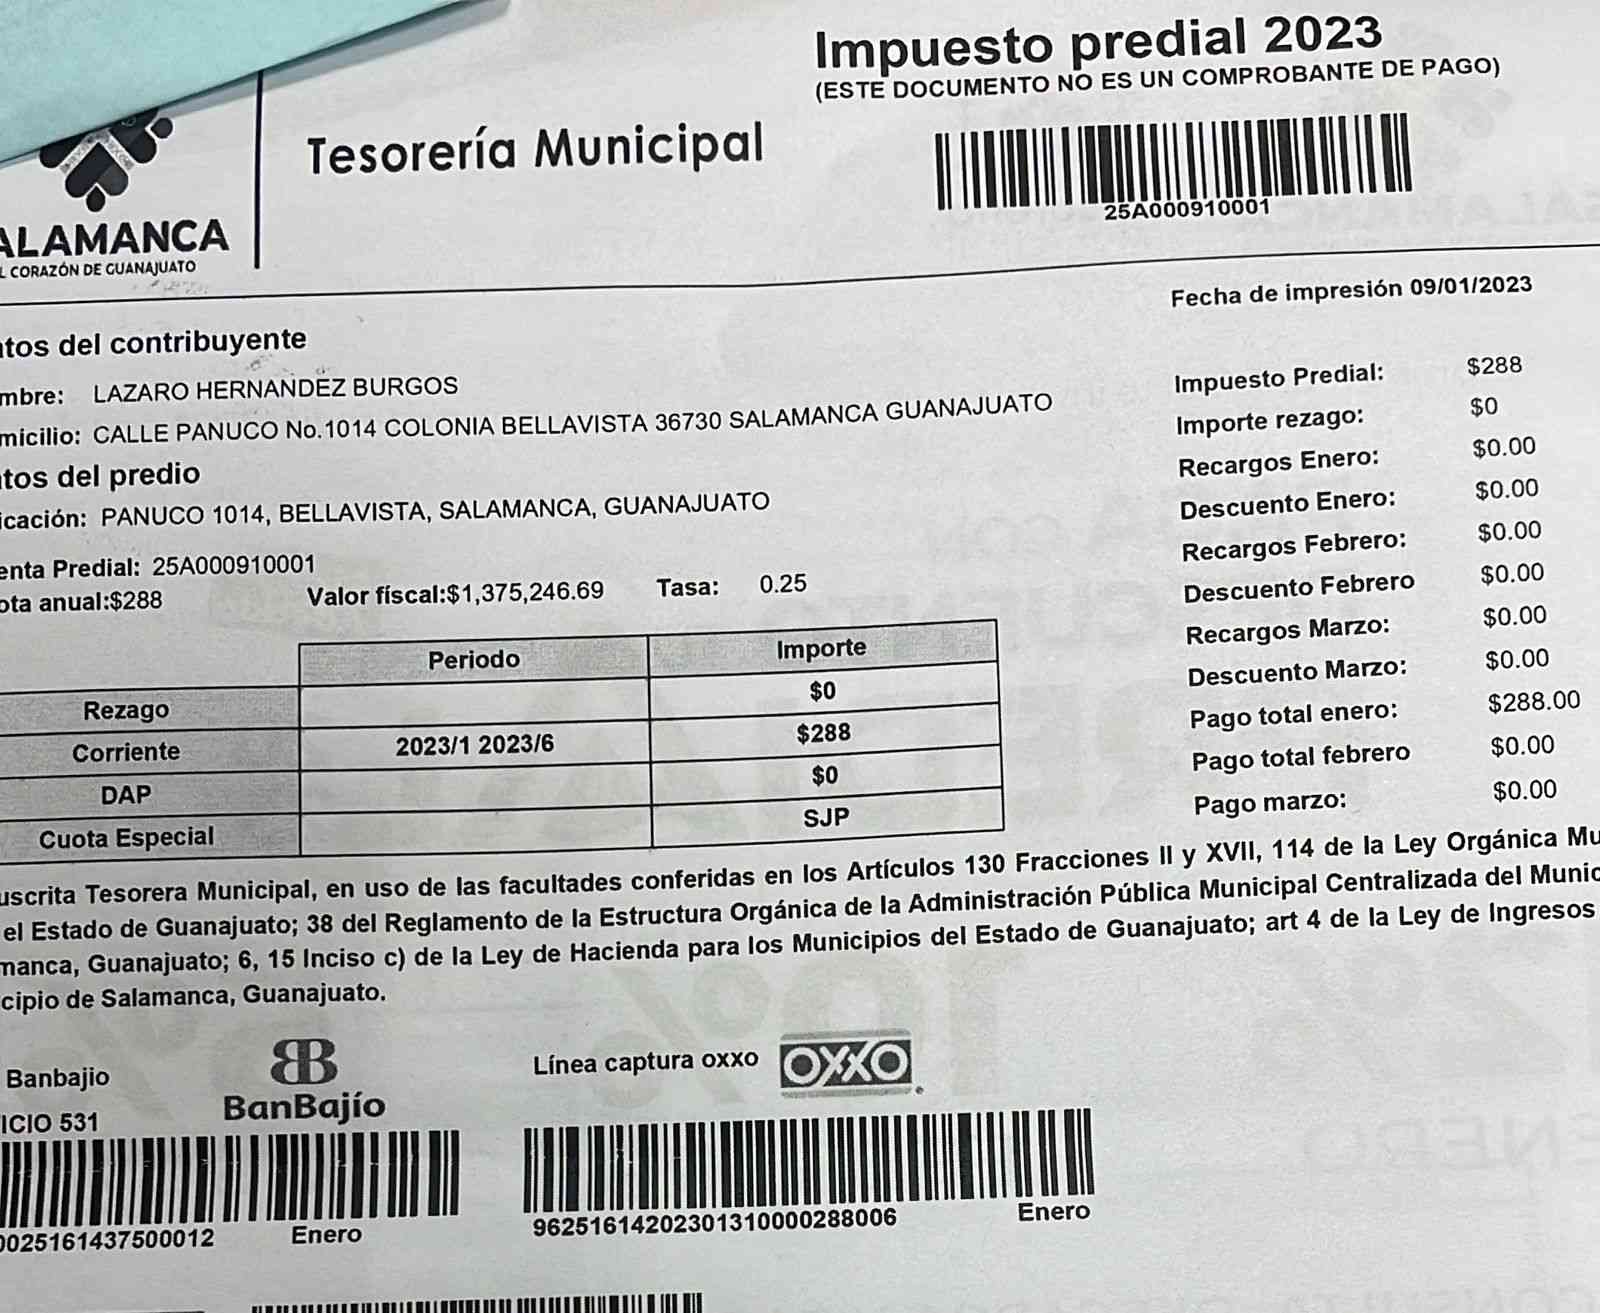 Impuesto predial 2023
(ESTE DOCUMENTO NO ES UN COMPROBANTE DE PAGO)
Tesorería Municipal
25A000910001
ALAMANCA
L CORAZÓN DE GUANAJUATO
Fecha de impresión 09/01/2023
atos del contribuyente
mbre: LAZARO HERNANDEZ BURGOS
micilio: CALLE PANUCO No.1014 COLONIA BELLAVISTA 36730 SALAMANCA GUANAJUATO
tos del predio
icación: PANUCO 1014, BELLAVISTA, SALAMANCA, GUANAJUATO
enta Predial: 25A000910001
ota anual:$288 Valor fiscal:$1,375,246.69 Tasa: 0.25
Impuesto Predial: $288
Importe rezago: $0
Recargos Enero: $0.00
Descuento Enero: $0.00
Recargos Febrero: $0.00
Descuento Febrero $0.00
Recargos Marzo: $0.00
Descuento Marzo: $0.00
Pago total enero: $288.00
Pago total febrero $0.00
Pago marzo: $0.00
Periodo Importe
Rezago $0
Corriente 2023/1 2023/6 $288
DAP $0
Cuota Especial SJP
uscrita Tesorera Municipal, en uso de las facultades conferidas en los Artículos 130 Fracciones II y XVII, 114 de la Ley Orgánica Mu
el Estado de Guanajuato; 38 del Reglamento de la Estructura Orgánica de la Administración Pública Municipal Centralizada del Munic
manca, Guanajuato; 6, 15 Inciso c) de la Ley de Hacienda para los Municipios del Estado de Guanajuato; art 4 de la Ley de Ingresos
cipio de Salamanca, Guanajuato.
Banbajio
BB
BanBajío
Línea captura oxxo
OXXO
ICIO 531
0025161437500012 Enero
96251614202301310000288006 Enero